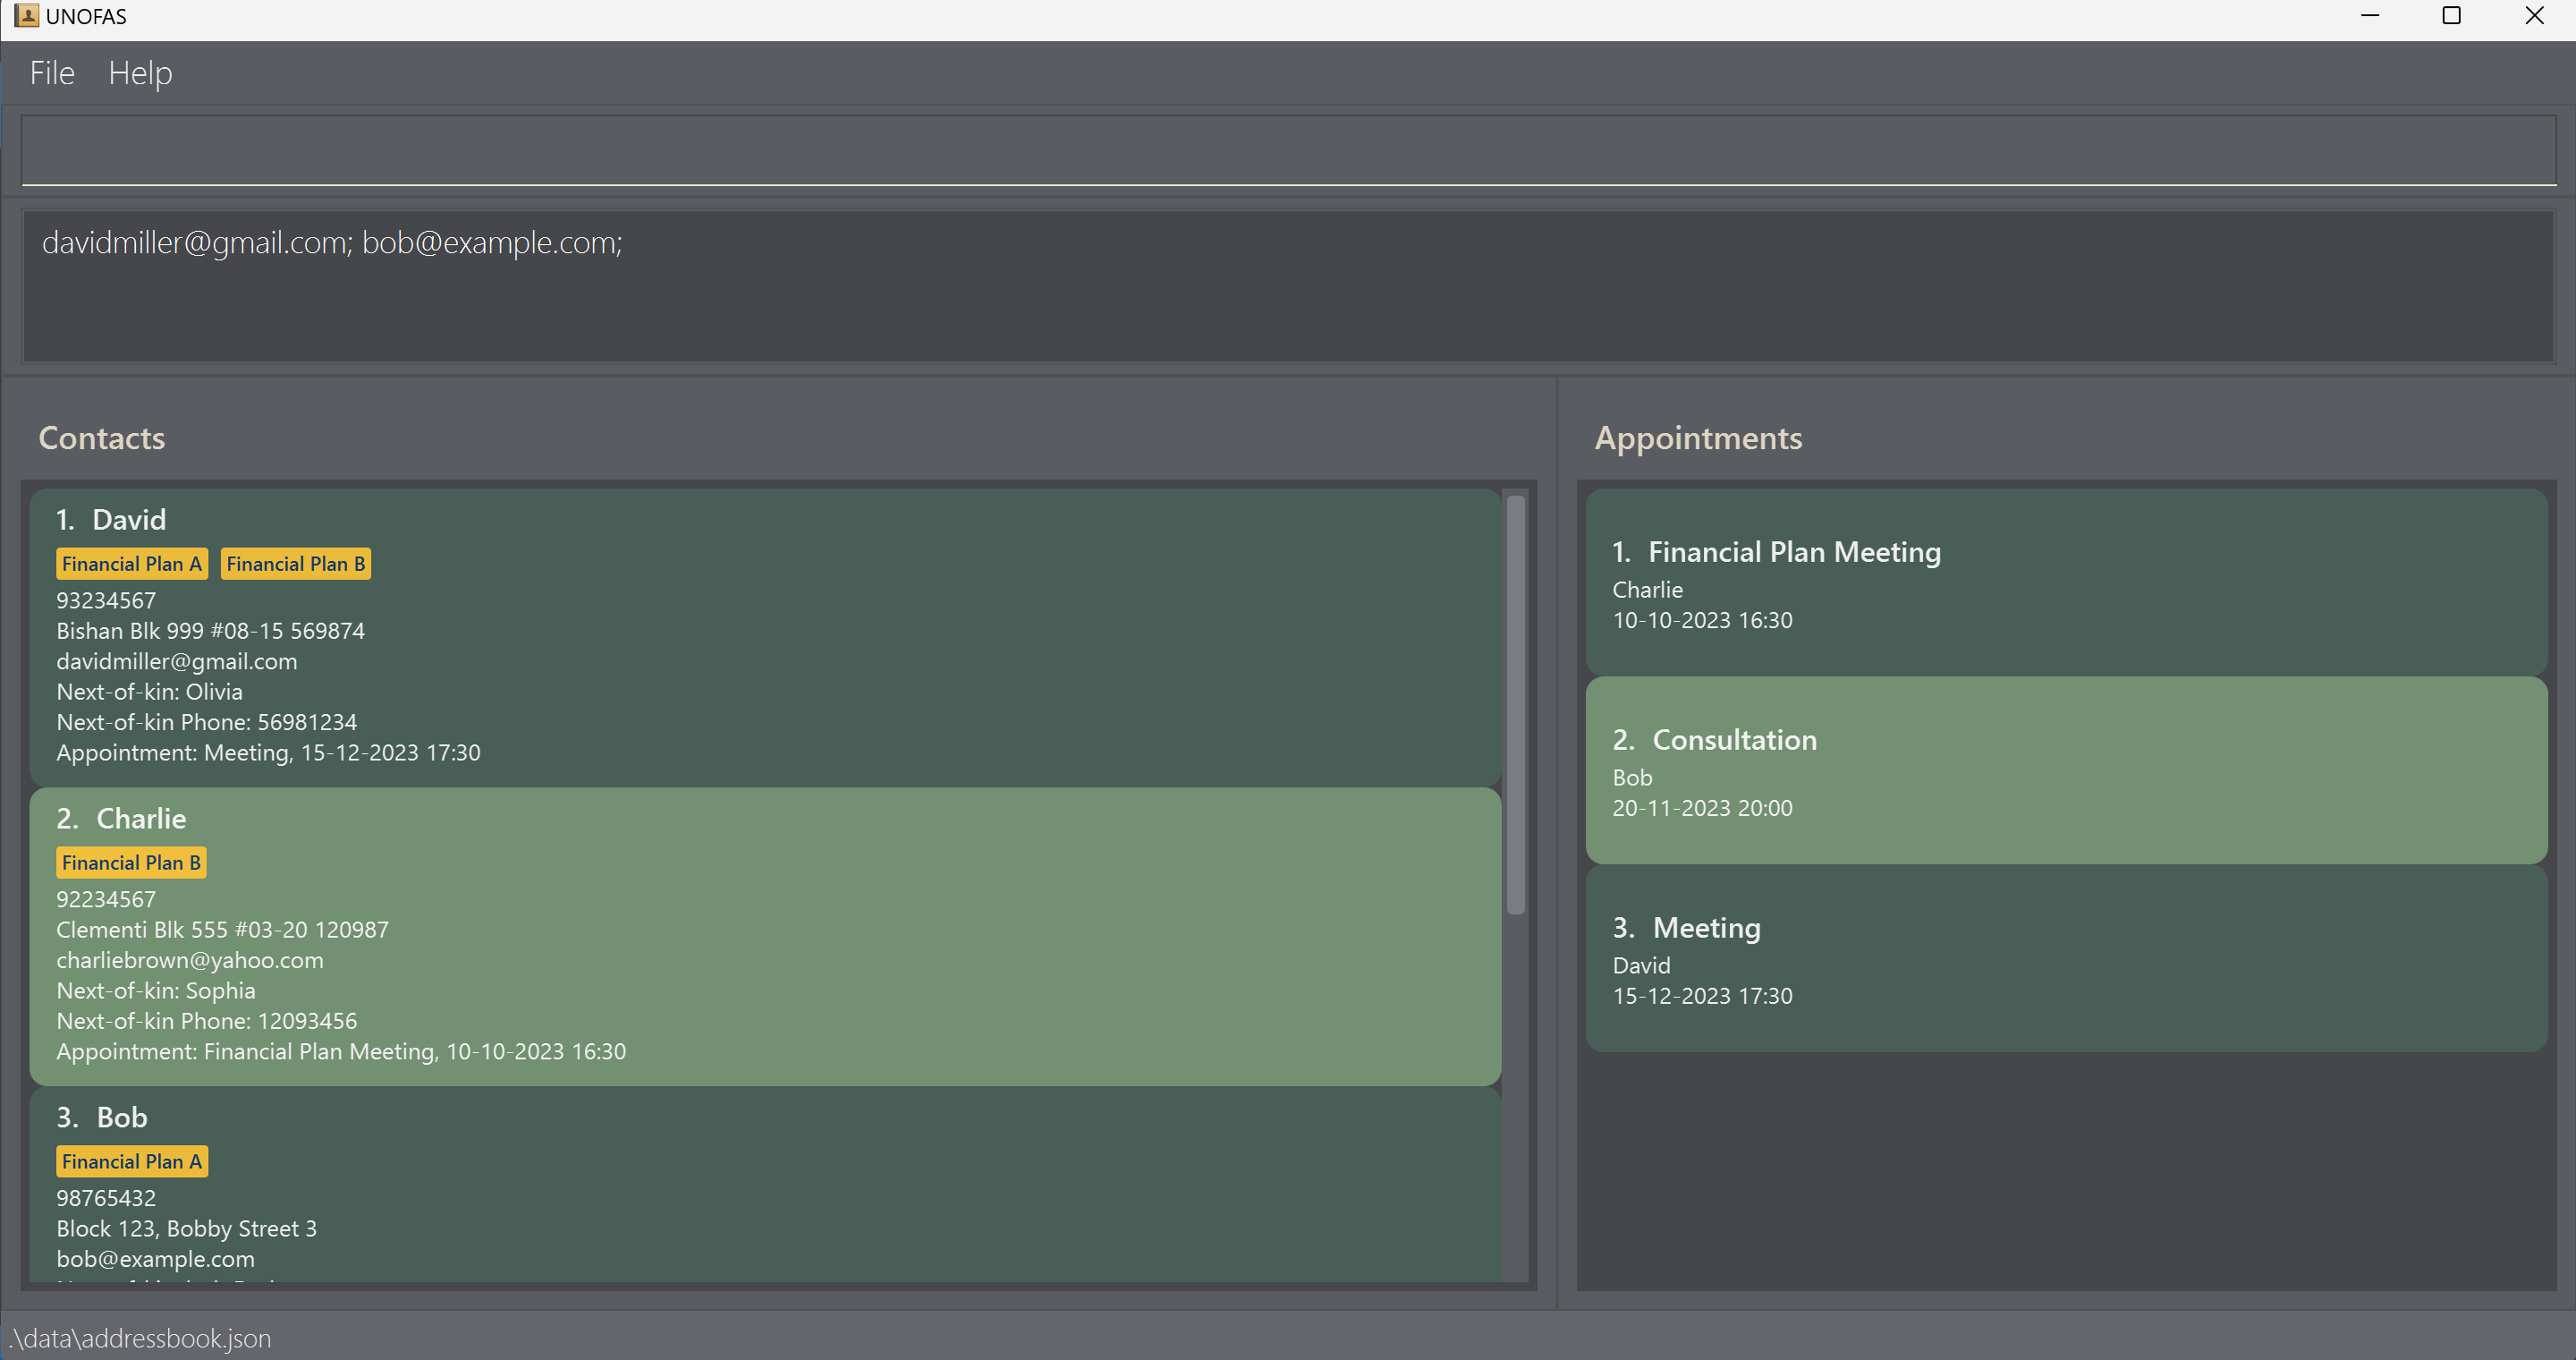 UNOFAS
File Help
davidmiller@gmail.com; bob@example.com;
Contacts
1. David
Financial Plan A Financial Plan B
93234567
Bishan Blk 999 #08-15 569874
davidmiller@gmail.com
Next-of-kin: Olivia
Next-of-kin Phone: 56981234
Appointment: Meeting, 15-12-2023 17:30
2. Charlie
Financial Plan B
92234567
Clementi Blk 555 #03-20 120987
charliebrown@yahoo.com
Next-of-kin: Sophia
Next-of-kin Phone: 12093456
Appointment: Financial Plan Meeting, 10-10-2023 16:30
3. Bob
Financial Plan A
98765432
Block 123, Bobby Street 3
bob@example.com
Appointments
1. Financial Plan Meeting
Charlie
10-10-2023 16:30
2. Consultation
Bob
20-11-2023 20:00
3. Meeting
David
15-12-2023 17:30
.\data\addressbook.json